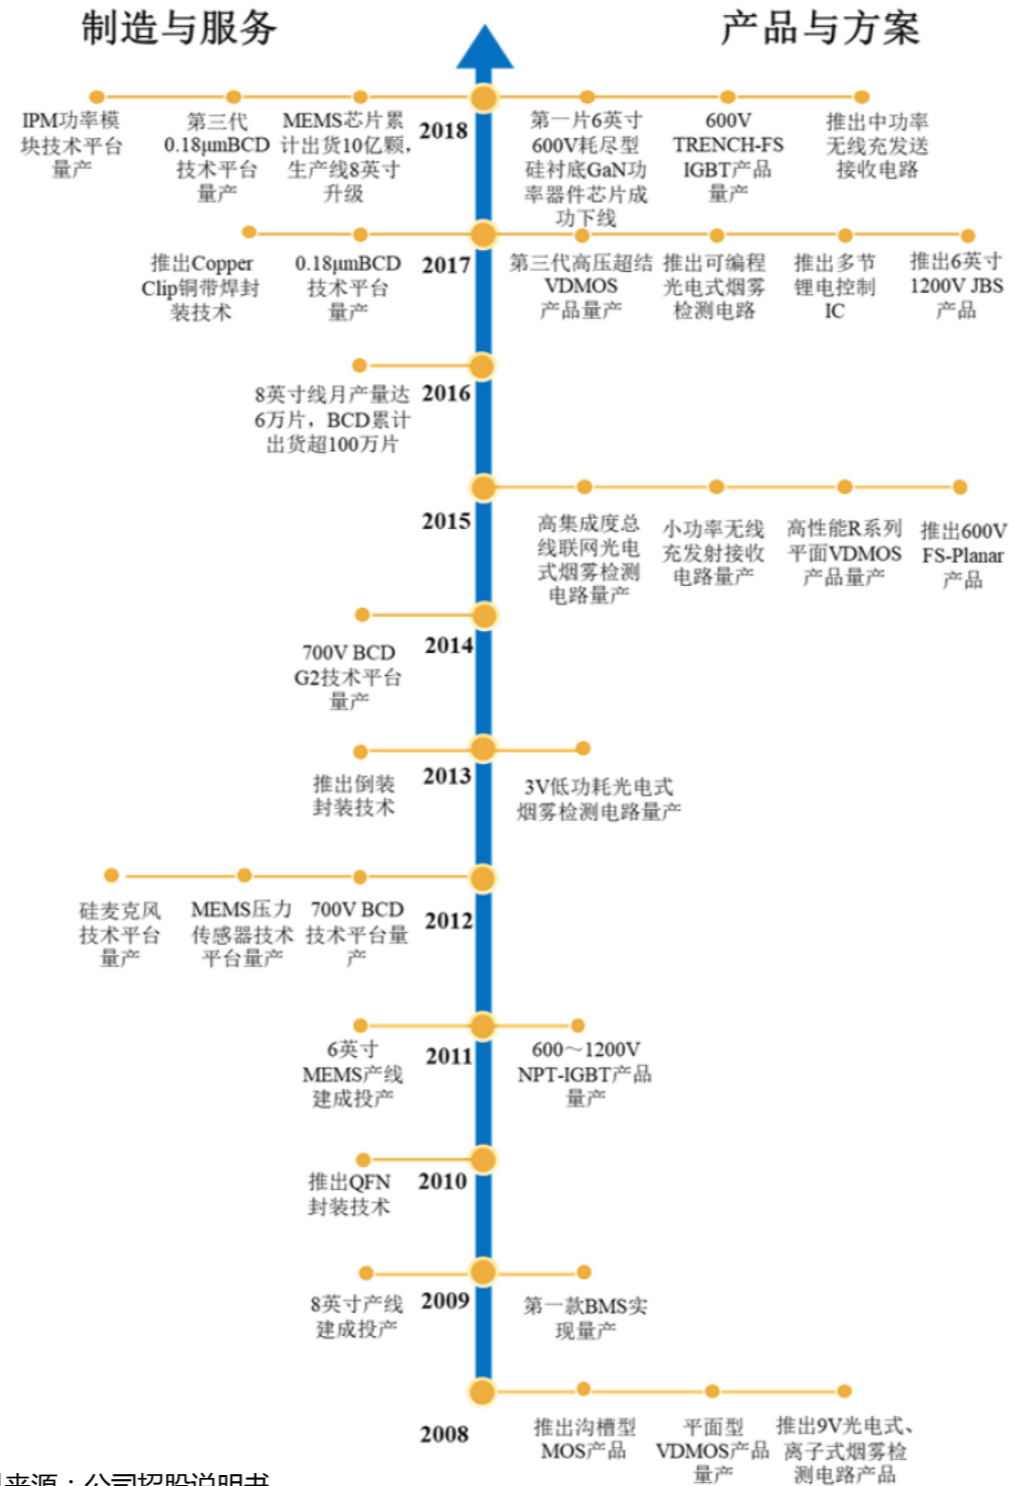 制造与服务
产品与方案
IPM功率模
块技术平台
量产
第三代
0.18μmBCD
技术平台
量产
MEMS芯片累
计出货10亿颗，
生产线8英寸
升级
2018
第一片6英寸
600V耗尽型
硅衬底GaN功
率器件芯片成
功下线
600V
TRENCH-FS
IGBT产品
量产
推出中功率
无线充发送
接收电路
推出Copper
Clip铜带焊封
装技术
0.18μmBCD
技术平台
量产
2017
第三代高压超结
VDMOS
产品量产
推出可编程
光电式烟雾
检测电路
推出多节
锂电控制
IC
推出6英寸
1200V JBS
产品
8英寸线月产量达
6万片，BCD累计
出货超100万片
2016
2015
高集成度总
线联网光电
式烟雾检测
电路量产
小功率无线
充发射接收
电路量产
高性能R系列
平面VDMOS
产品量产
推出600V
FS-Planar
产品
700V BCD
G2技术平台
量产
2014
推出倒装
封装技术
2013
3V低功耗光电式
烟雾检测电路量产
硅麦克风
技术平台
量产
MEMS压力
传感器技术
平台量产
700V BCD
技术平台量
产
2012
6英寸
MEMS产线
建成投产
2011
600～1200V
NPT-IGBT产品
量产
推出QFN
封装技术
2010
8英寸产线
建成投产
2009
第一款BMS实
现量产
2008
推出沟槽型
MOS产品
平面型
VDMOS产品
量产
推出9V光电式、
离子式烟雾检
测电路产品
来源：公司招股说明书